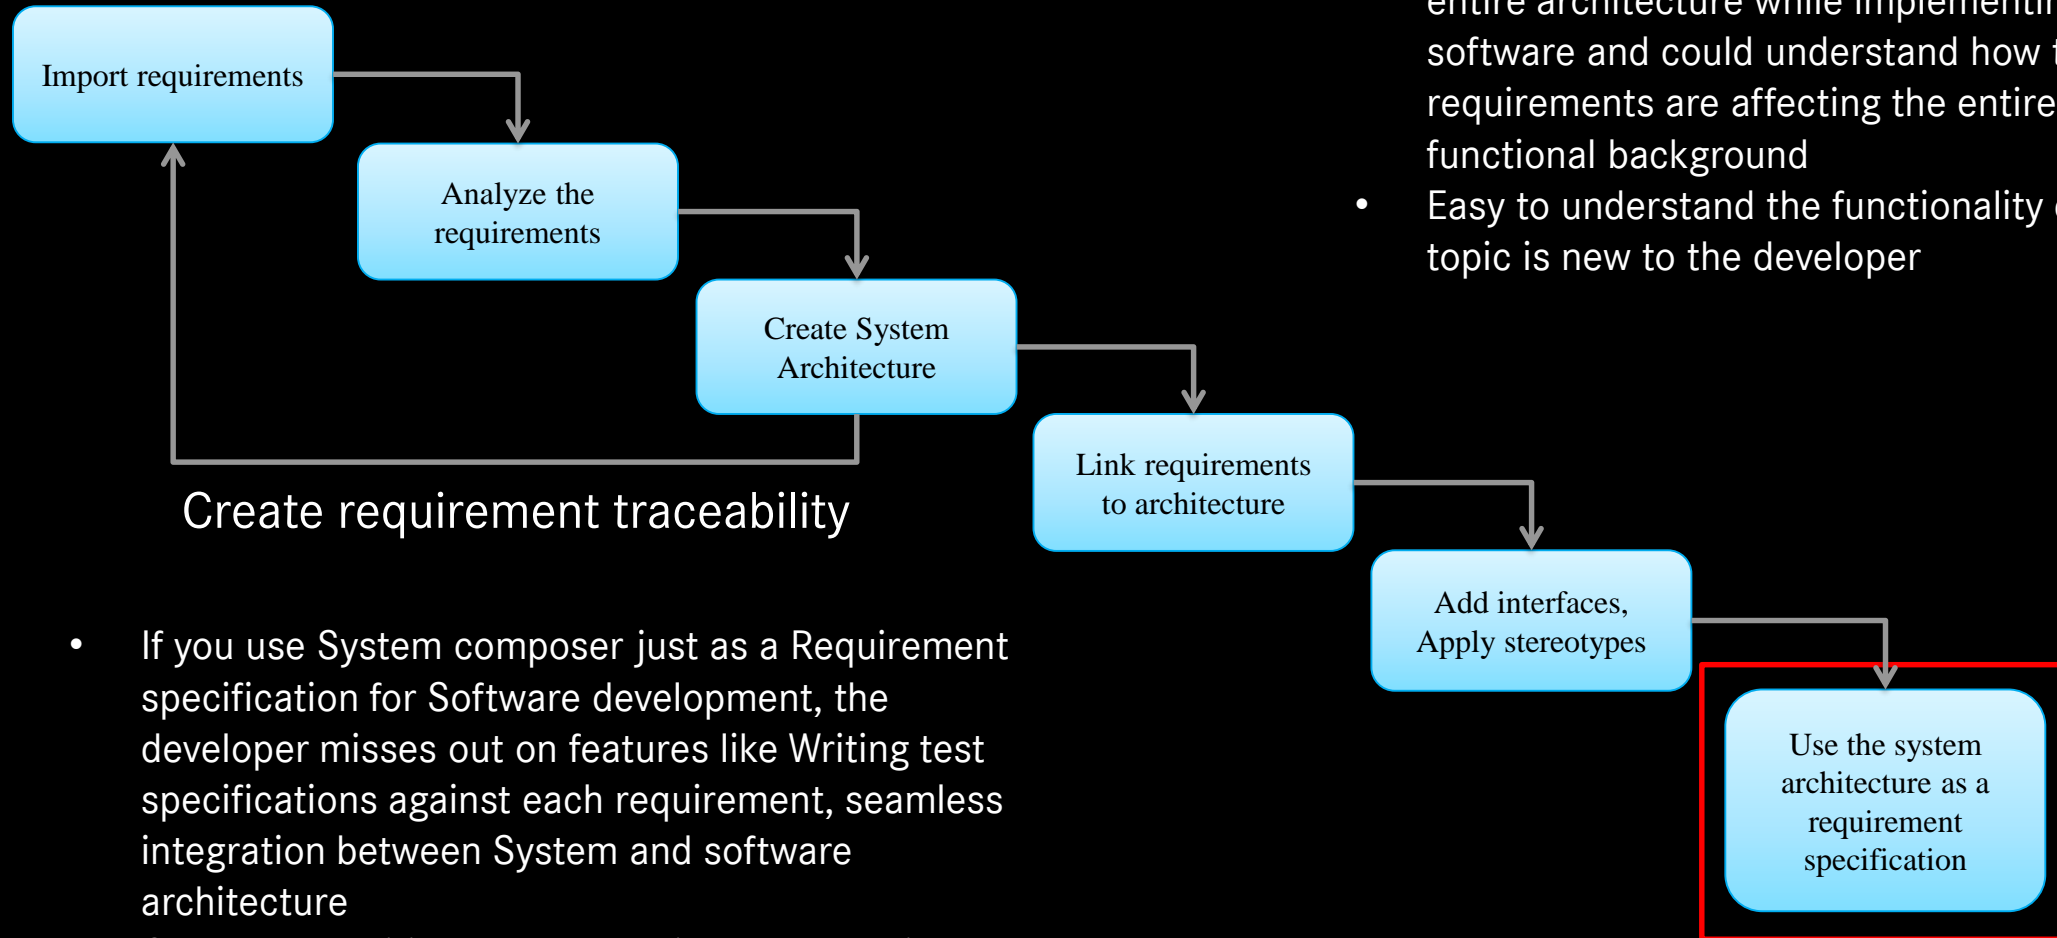 Import requirements
Analyze the
requirements
Create System
Architecture
Link requirements
to architecture
Add interfaces,
Apply stereotypes
Use the system
architecture as a
requirement
specification
Create requirement traceability
entire architecture while
software and could understand how
requirements are affecting the entire
functional background
• Easy to understand the functionality
topic is new to the developer
• If you use System composer just as a Requirement
specification for Software development, the
developer misses out on features like Writing test
specifications against each requirement, seamless
integration between System and software
architecture